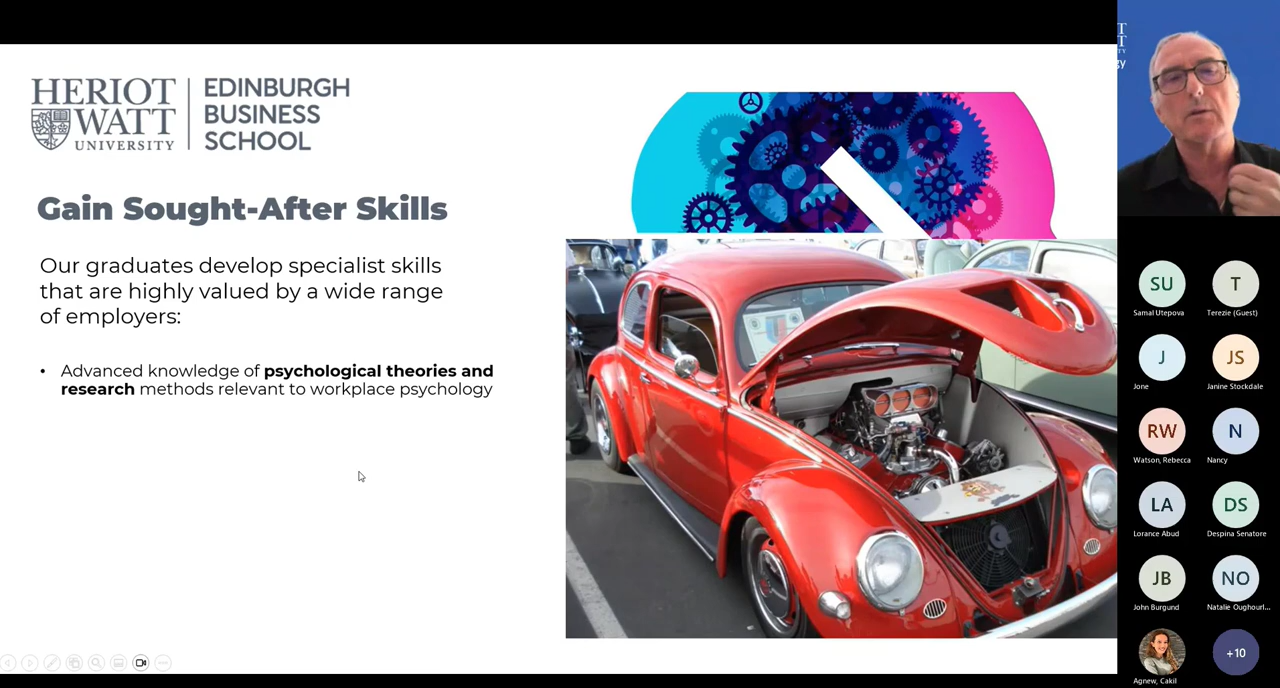 HERIOT
WATT
UNIVERSITY
EDINBURGH
BUSINESS
SCHOOL
Gain Sought-After Skills
Our graduates develop specialist skills
that are highly valued by a wide range
of employers:
• Advanced knowledge of psychological theories and
research methods relevant to workplace psychology
SU
Samal Utepova
T
Terezie (Guest)
J
Jone
JS
Janine Stockdale
RW
Watson, Rebecca
N
Nancy
LA
Lorance Abud
DS
Despina Senatore
JB
John Burgund
NO
Natalie Oughourl...
Agnew, Cakil
+10